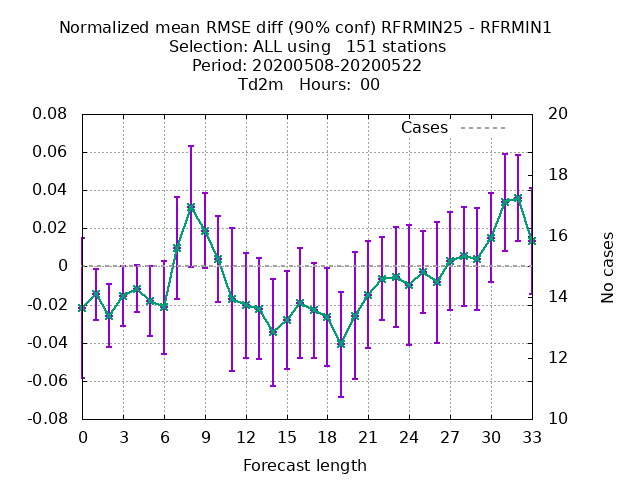 Normalized mean RMSE diff (90% conf) RFRMIN25 - RFRMIN1
Selection: ALL using   151 stations
Period: 20200508-20200522
Td2m   Hours:  00
Cases
0.08
0.06
0.04
0.02
0
-0.02
-0.04
-0.06
-0.08
20
18
16
14
12
10
No cases
0 3 6 9 12 15 18 21 24 27 30 33
Forecast length